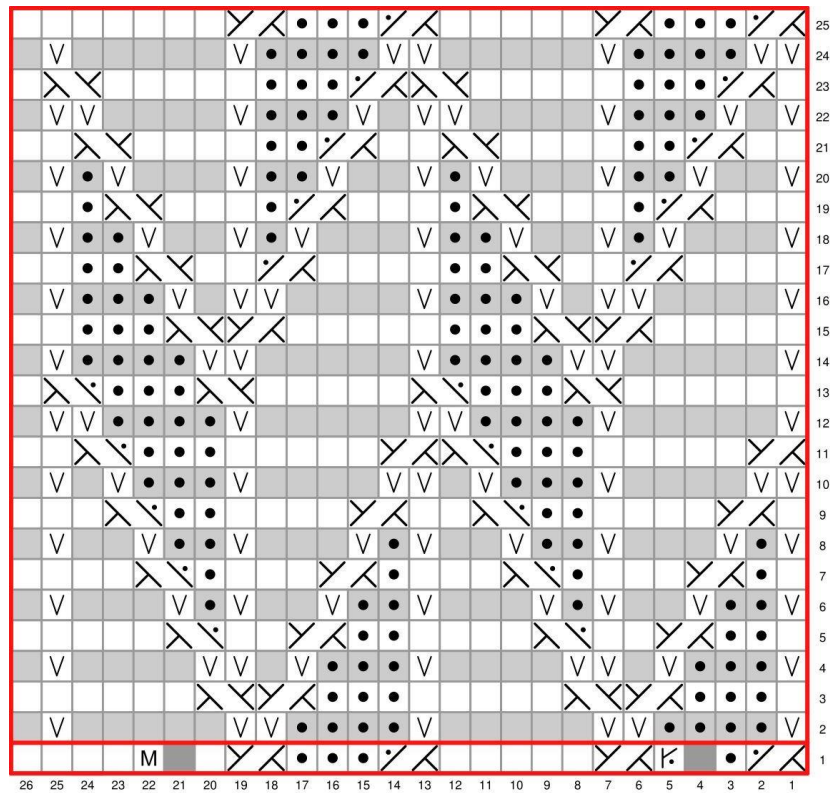 25
V V V V V V V 24
23
V V V V V V V V V 22
21
V V V V V V V V V 20
19
V V V V V V V V V 18
17
V V V V V V V V V 16
15
V V V V V V V 14
13
V V V V V V V 12
11
V V V V V V V V V 10
9
V V V V V V V V V 8
7
V V V V V V V V V 6
5
V V V V V V V V V 4
3
V V V V V V V 2
M 1
26 25 24 23 22 21 20 19 18 17 16 15 14 13 12 11 10 9 8 7 6 5 4 3 2 1